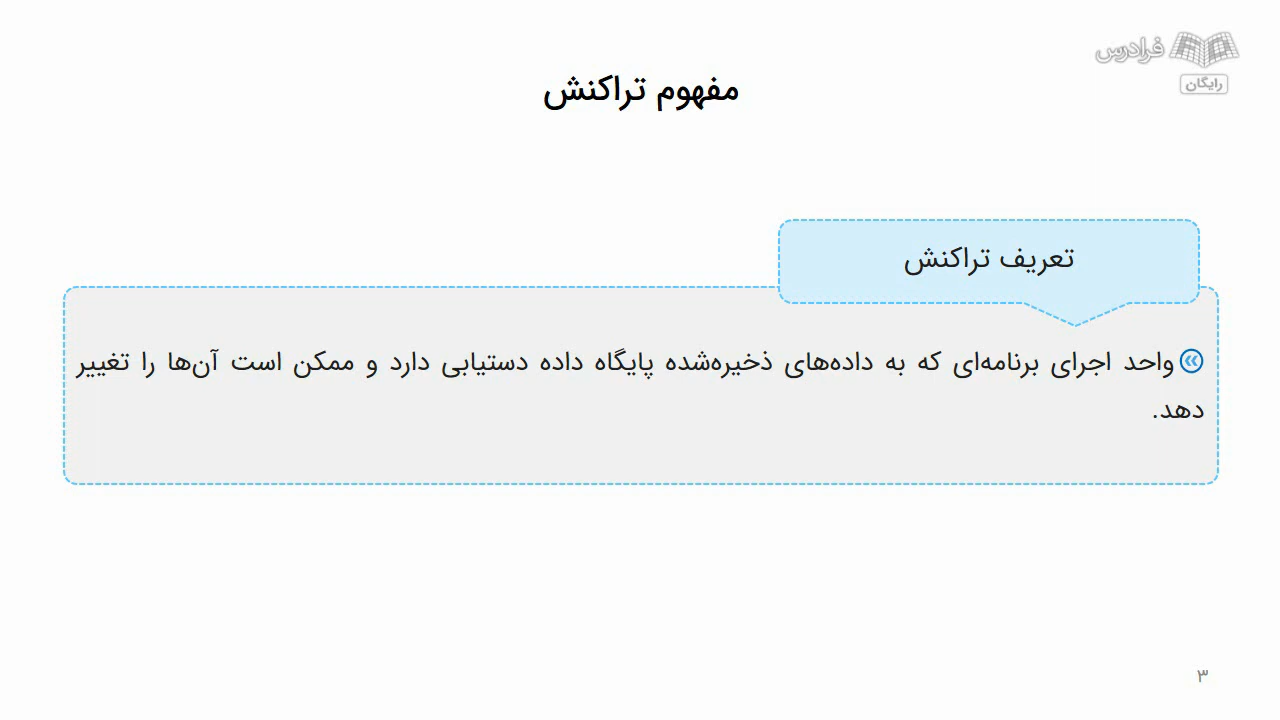 فرادرس
رایگان
مفهوم تراکنش
تعریف تراکنش
واحد اجرای برنامه‌ای که به داده‌های ذخیره‌شده پایگاه داده دستیابی دارد و ممکن است آن‌ها را تغییر
دهد.
۳